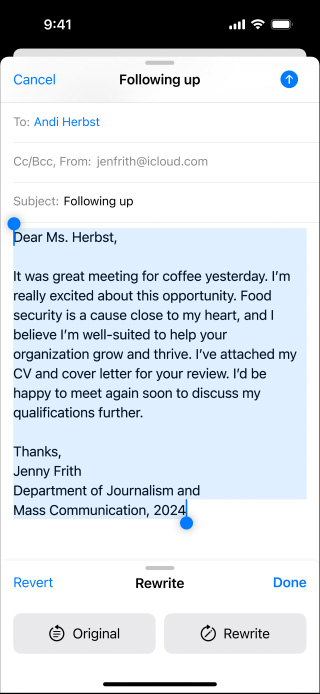 9:41
Cancel Following up
To: Andi Herbst
Cc/Bcc, From: jenfrith@icloud.com
Subject: Following up
Dear Ms. Herbst,
It was great meeting for coffee yesterday. I’m
really excited about this opportunity. Food
security is a cause close to my heart, and I
believe I’m well-suited to help your
organization grow and thrive. I’ve attached my
CV and cover letter for your review. I’d be
happy to meet again soon to discuss my
qualifications further.
Thanks,
Jenny Frith
Department of Journalism and
Mass Communication, 2024
Revert Rewrite Done
Original Rewrite